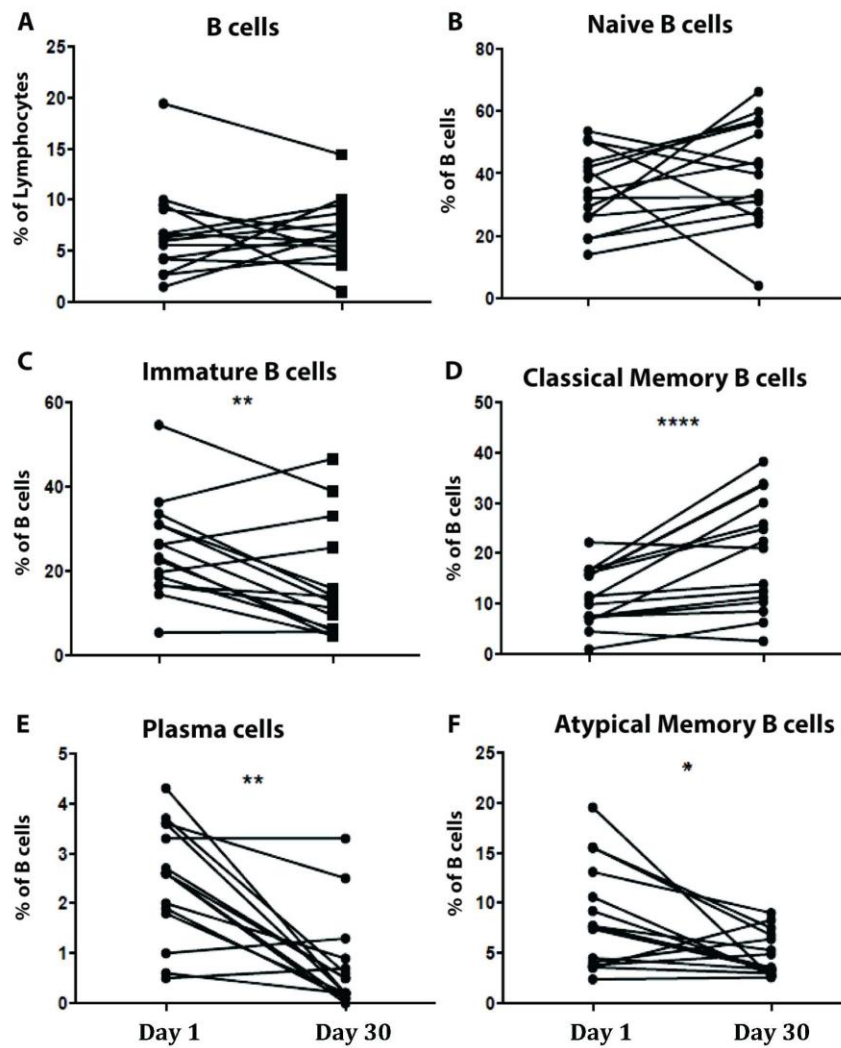 A B cells
% of Lymphocytes
25
20
15
10
5
0
B Naive B cells
% of B cells
80
60
40
20
0
C Immature B cells
**
% of B cells
60
40
20
0
D Classical Memory B cells
****
% of B cells
50
40
30
20
10
0
E Plasma cells
**
% of B cells
5
4
3
2
1
0
Day 1 Day 30
F Atypical Memory B cells
*
% of B cells
25
20
15
10
5
0
Day 1 Day 30